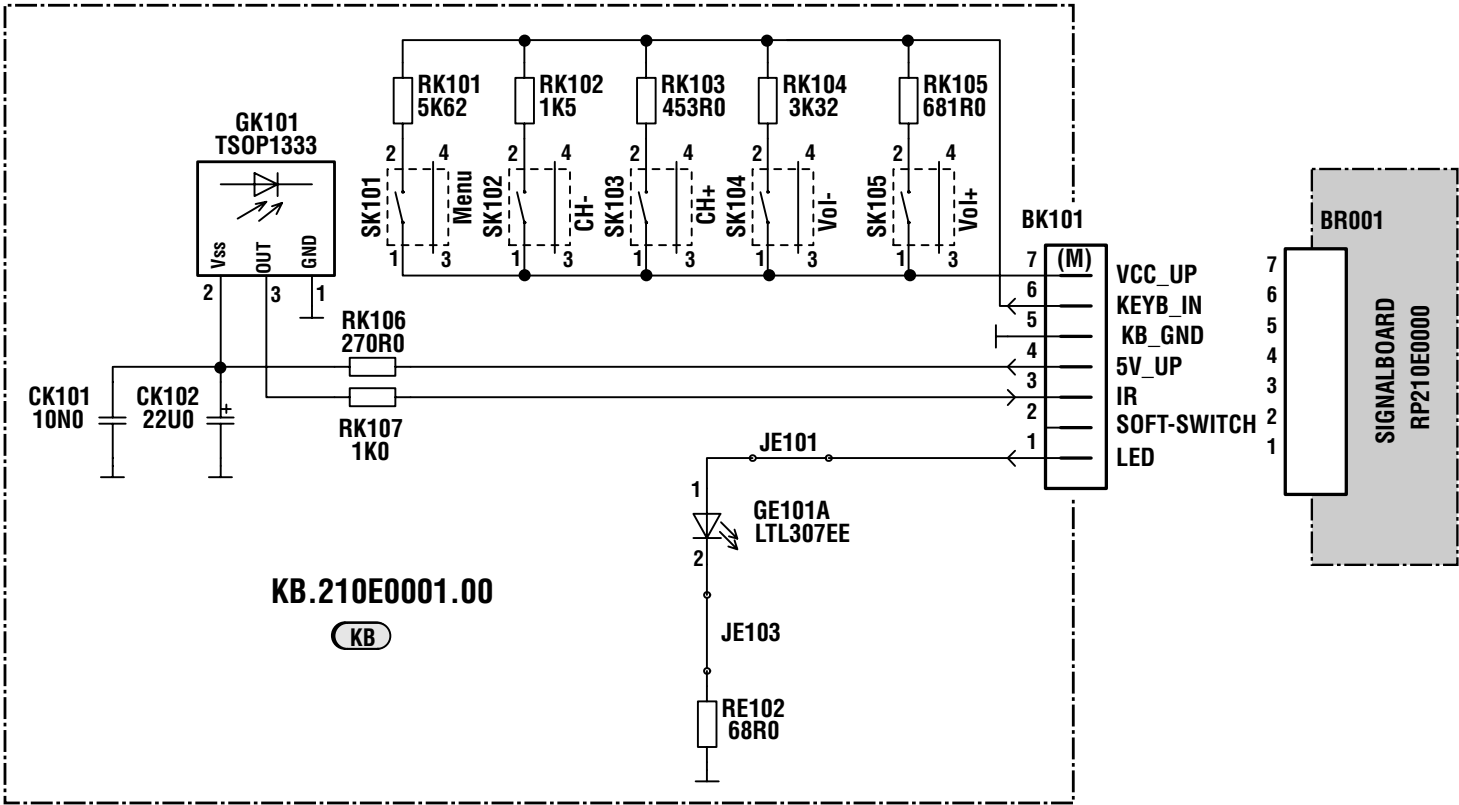 RK101
5K62
RK102
1K5
RK103
453R0
RK104
3K32
RK105
681R0
GK101
TSOP1333
Vss
OUT
GND
2
3
1
2 4
SK101
Menu
1 3
2 4
SK102
CH-
1 3
2 4
SK103
CH+
1 3
2 4
SK104
Vol-
1 3
2 4
SK105
Vol+
1 3
BK101
(M)
7 VCC_UP
6 KEYB_IN
5 KB_GND
4 5V_UP
3 IR
2 SOFT-SWITCH
1 LED
BR001
7
6
5
4
3
2
1
SIGNALBOARD
RP210E0000
RK106
270R0
RK107
1K0
CK101
10N0
CK102
22U0
+
JE101
1
GE101A
LTL307EE
2
JE103
RE102
68R0
KB.210E0001.00
KB